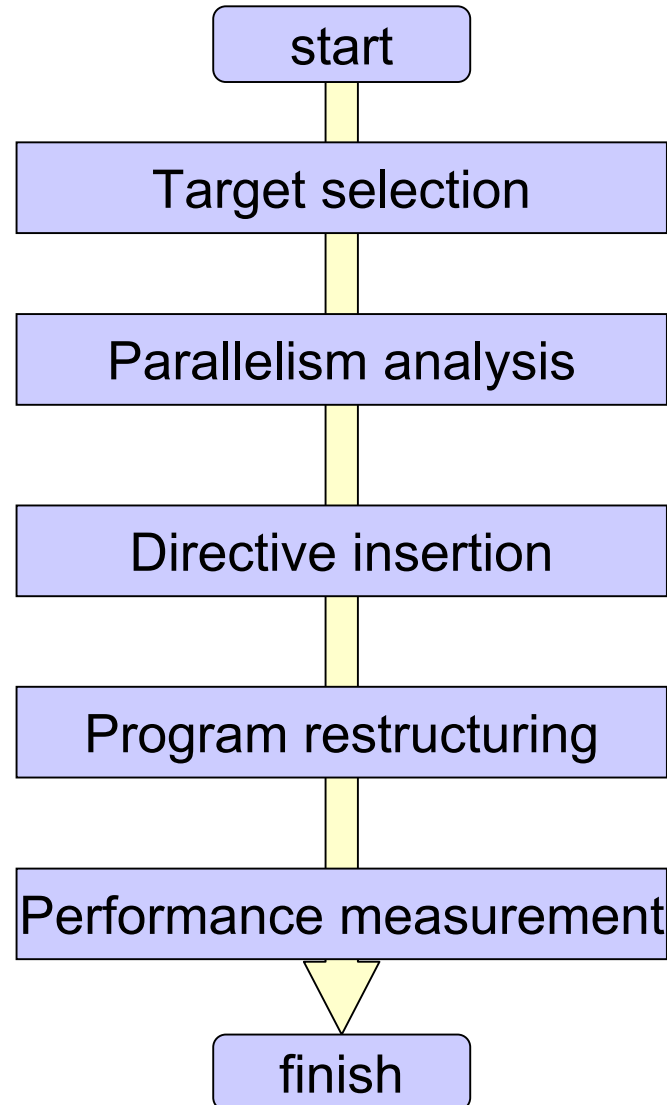 start
Target selection
Parallelism analysis
Directive insertion
Program restructuring
Performance measurement
finish